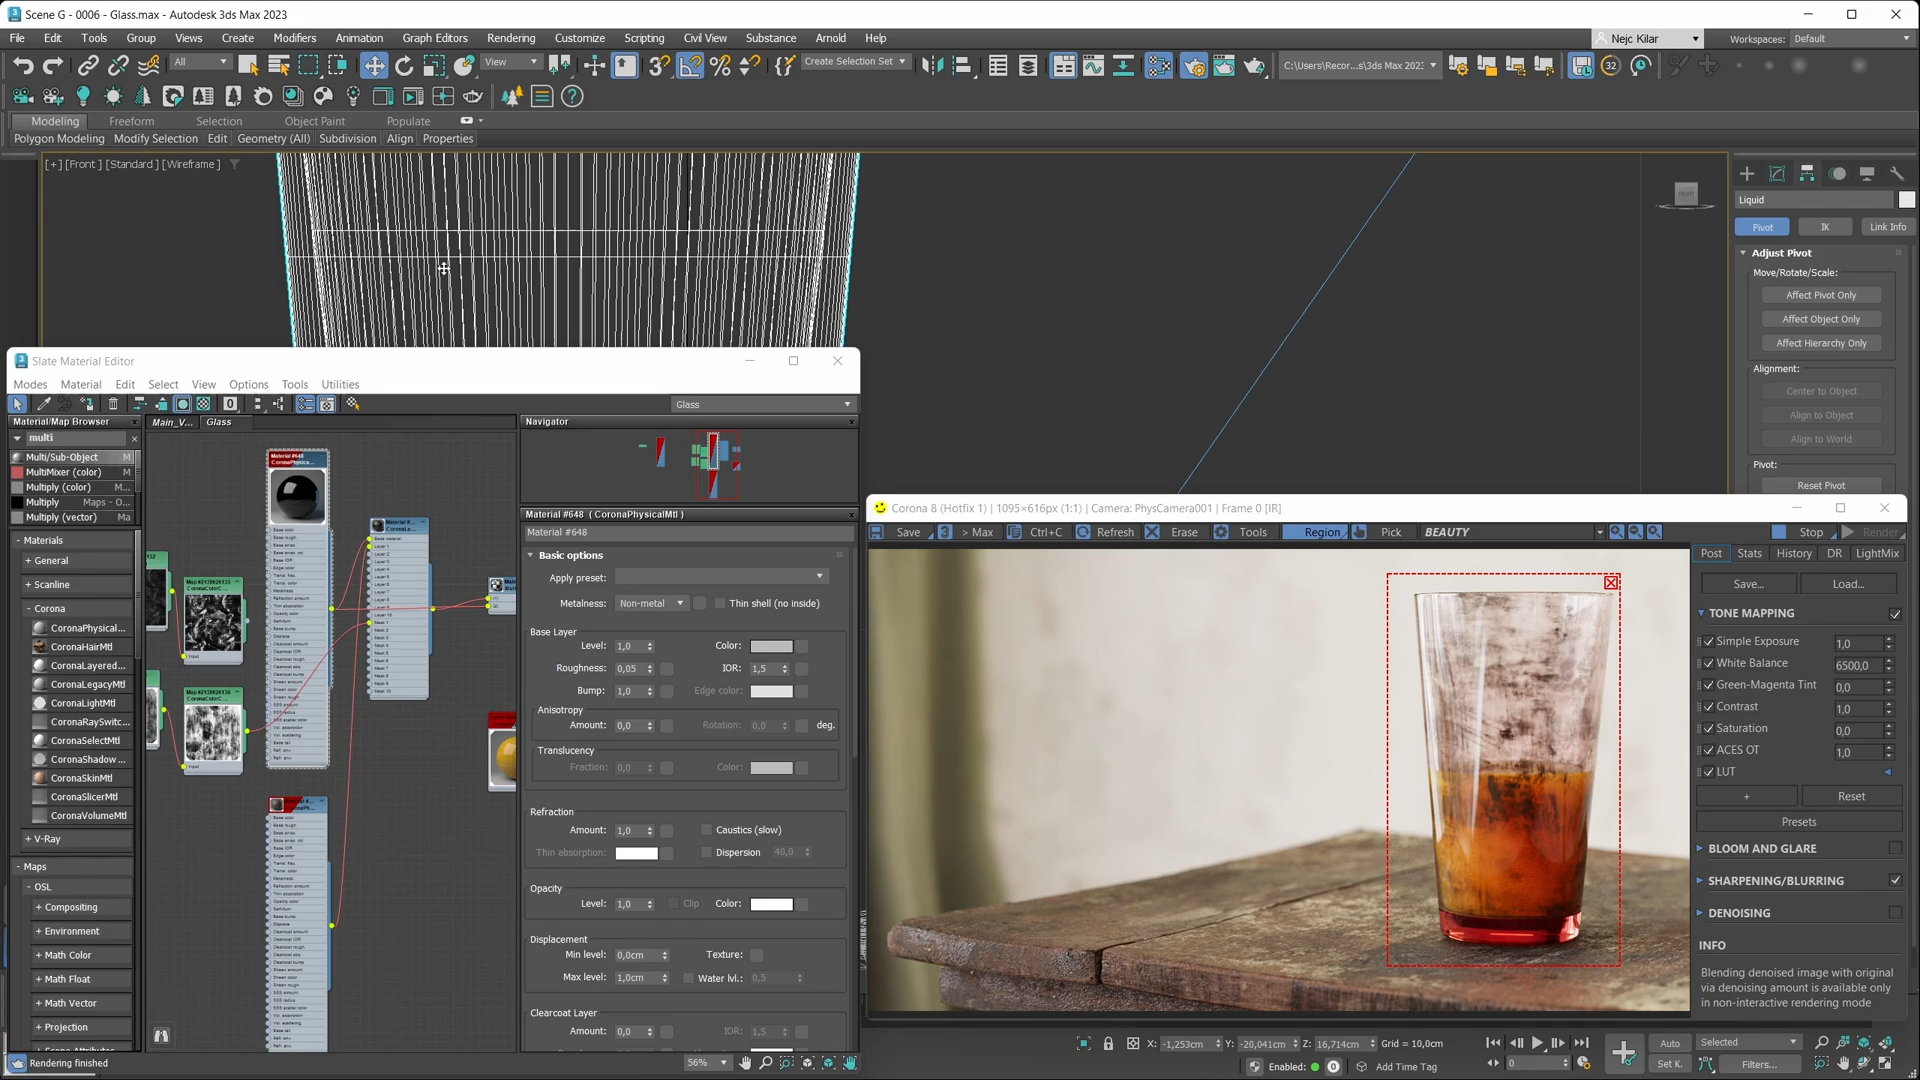 Scene G - 0006 - Glass.max - Autodesk 3ds Max 2023
File Edit Tools Group Views Create Modifiers Animation Graph Editors Rendering Customize Scripting Civil View Substance Arnold Help
Nejc Kilar
Workspaces: Default
All
View
Create Selection Set
C:\Users\Recor...s\3ds Max 2023
32
Modeling Freeform Selection Object Paint Populate
Polygon Modeling Modify Selection Edit Geometry (All) Subdivision Align Properties
[+] [Front ] [Standard ] [Wireframe ]
Liquid
Pivot IK Link Info
Adjust Pivot
Move/Rotate/Scale:
Affect Pivot Only
Affect Object Only
Affect Hierarchy Only
Alignment:
Center to Object
Align to Object
Align to World
Pivot:
Reset Pivot
Slate Material Editor
Modes Material Edit Select View Options Tools Utilities
Glass
Material/Map Browser
multi
Multi/Sub-Object M
MultiMixer (color) M
Multiply (color) M...
Multiply Maps - O...
Multiply (vector) Ma
- Materials
+ General
+ Scanline
- Corona
CoronaPhysical...
CoronaHairMtl
CoronaLayered...
CoronaLegacyMtl
CoronaLightMtl
CoronaRaySwitc...
CoronaSelectMtl
CoronaShadow ...
CoronaSkinMtl
CoronaSlicerMtl
CoronaVolumeMtl
+ V-Ray
- Maps
- OSL
+ Compositing
+ Environment
+ Math Color
+ Math Float
+ Math Vector
+ Projection
Main_V... Glass
Material #648
CoronaPhysica...
Navigator
Material #648 ( CoronaPhysicalMtl )
Material #648
Basic options
Apply preset:
Metalness: Non-metal Thin shell (no inside)
Base Layer
Level: 1,0 Color:
Roughness: 0,05 IOR: 1,5
Bump: 1,0 Edge color:
Anisotropy
Amount: 0,0 Rotation: 0,0 deg.
Translucency
Fraction: 0,0 Color:
Refraction
Amount: 1,0 Caustics (slow)
Thin absorption: Dispersion 40,0
Opacity
Level: 1,0 Clip Color:
Displacement
Min level: 0,0cm Texture:
Max level: 1,0cm Water lvl.: 0,5
Clearcoat Layer
Amount: 0,0 IOR: 1,5
Rendering finished
56%
Corona 8 (Hotfix 1) | 1095×616px (1:1) | Camera: PhysCamera001 | Frame 0 [IR]
Save > Max Ctrl+C Refresh Erase Tools Region Pick BEAUTY Stop Render
Post Stats History DR LightMix
Save... Load...
TONE MAPPING
Simple Exposure 1,0
White Balance 6500,0
Green-Magenta Tint 0,0
Contrast 1,0
Saturation 0,0
ACES OT 1,0
LUT
+ Reset
Presets
BLOOM AND GLARE
SHARPENING/BLURRING
DENOISING
INFO
Blending denoised image with original
via denoising amount is available only
in non-interactive rendering mode
X: -1,253cm Y: -20,041cm Z: 16,714cm Grid = 10,0cm
Enabled: 0 Add Time Tag
0
Auto Selected
Set K. Filters...